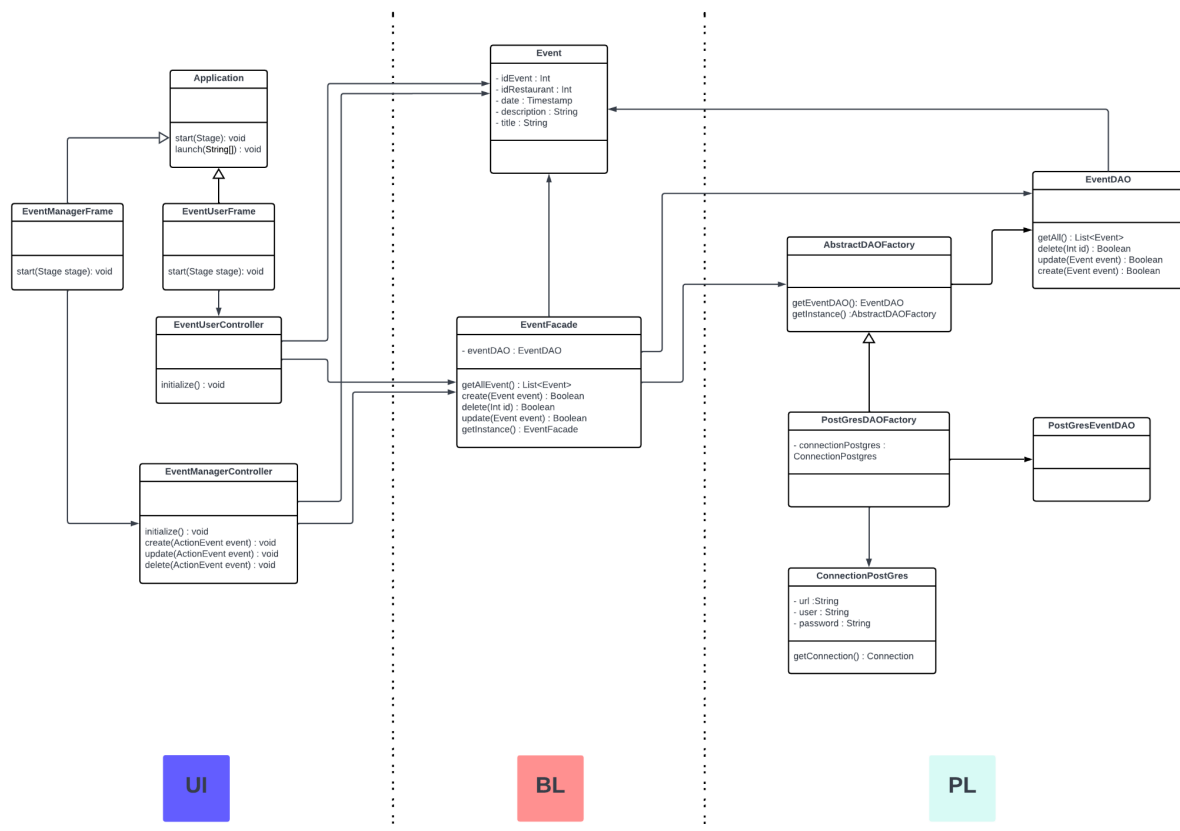 Application
start(Stage): void
launch(String[]) : void
EventManagerFrame
start(Stage stage): void
EventUserFrame
start(Stage stage): void
EventUserController
initialize() : void
EventManagerController
initialize() : void
create(ActionEvent event) : void
update(ActionEvent event) : void
delete(ActionEvent event) : void
UI
Event
- idEvent : Int
- idRestaurant : Int
- date : Timestamp
- description : String
- title : String
EventFacade
- eventDAO : EventDAO
getAllEvent() : List<Event>
create(Event event) : Boolean
delete(Int id) : Boolean
update(Event event) : Boolean
getInstance() : EventFacade
BL
EventDAO
getAll() : List<Event>
delete(Int id) : Boolean
update(Event event) : Boolean
create(Event event) : Boolean
AbstractDAOFactory
getEventDAO(): EventDAO
getInstance() :AbstractDAOFactory
PostGresDAOFactory
- connectionPostgres :
ConnectionPostgres
PostGresEventDAO
ConnectionPostGres
- url :String
- user : String
- password : String
getConnection() : Connection
PL